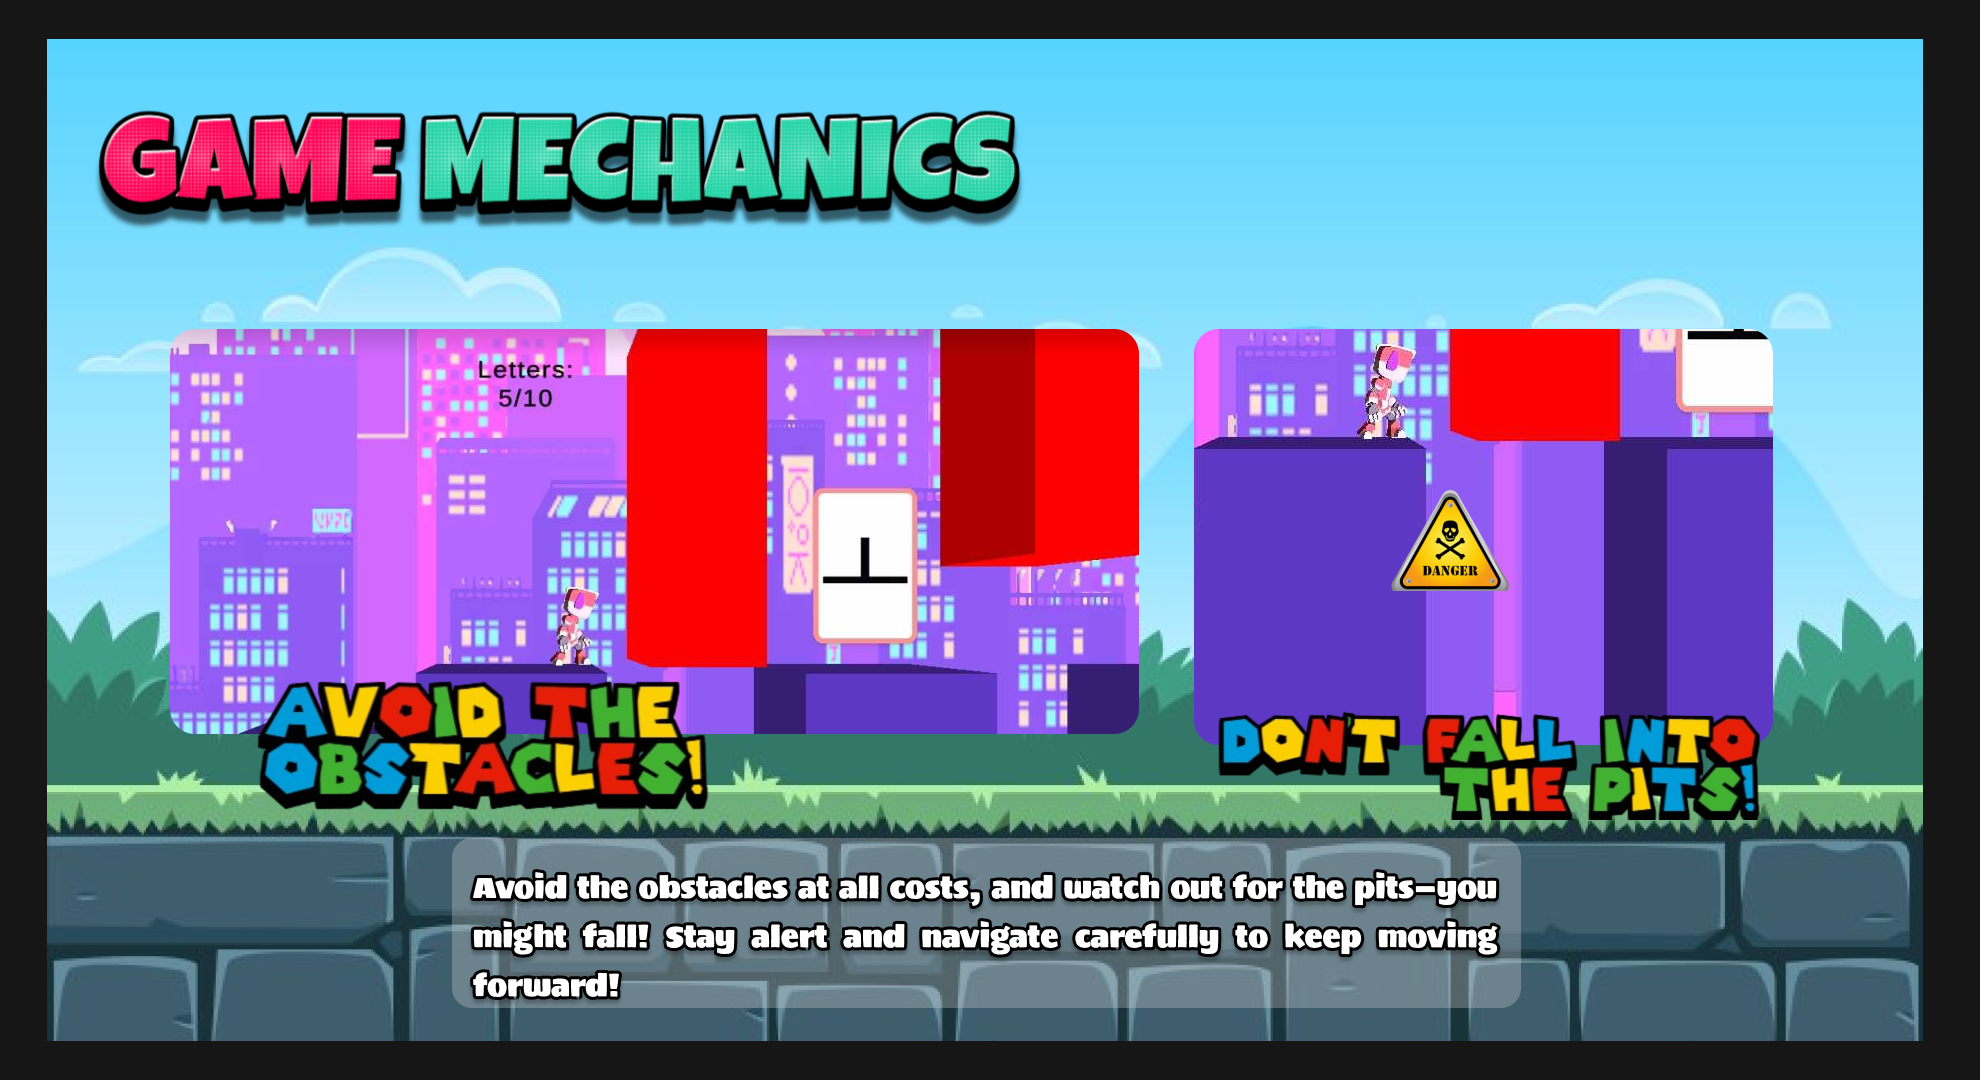 GAME MECHANICS
Letters:
5/10
ㅗ
DANGER
AVOID THE
OBSTACLES!
DON'T FALL INTO
THE PITS!
Avoid the obstacles at all costs, and watch out for the pits—you
might fall! Stay alert and navigate carefully to keep moving
forward!